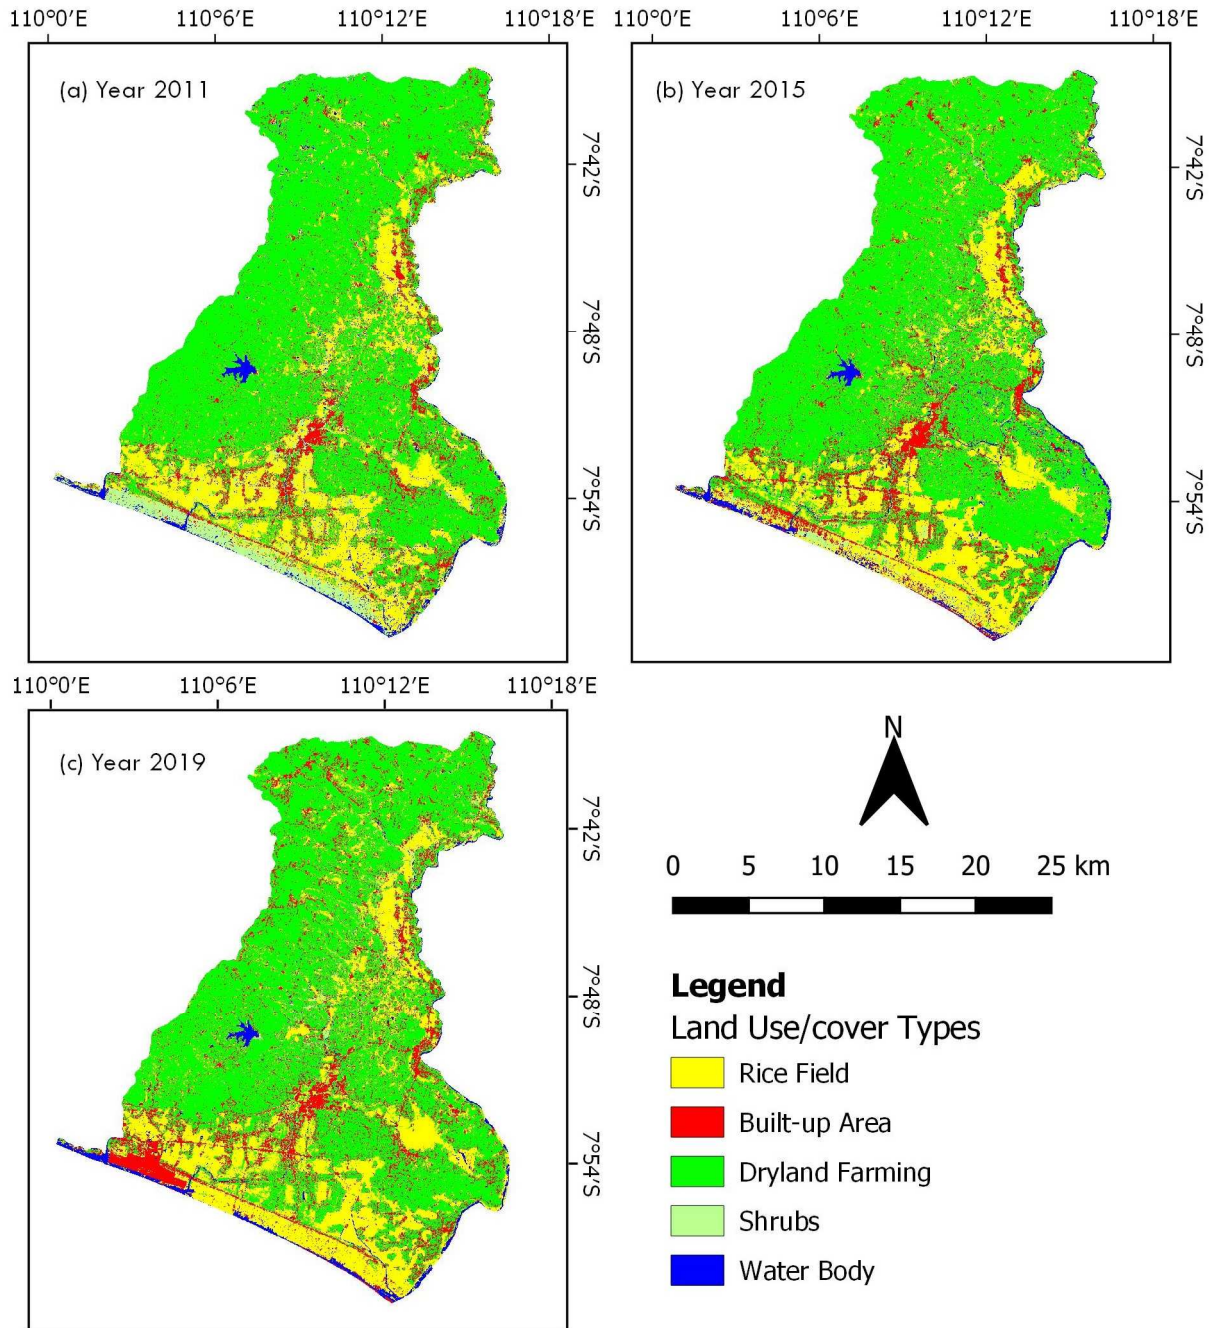 110°0′E 110°6′E 110°12′E 110°18′E 110°0′E 110°6′E 110°12′E 110°18′E
(a) Year 2011
(b) Year 2015
7°42′S
7°48′S
7°54′S
7°42′S
7°48′S
7°54′S
110°0′E 110°6′E 110°12′E 110°18′E
(c) Year 2019
7°42′S
7°48′S
7°54′S
N
0 5 10 15 20 25 km
Legend
Land Use/cover Types
Rice Field
Built-up Area
Dryland Farming
Shrubs
Water Body